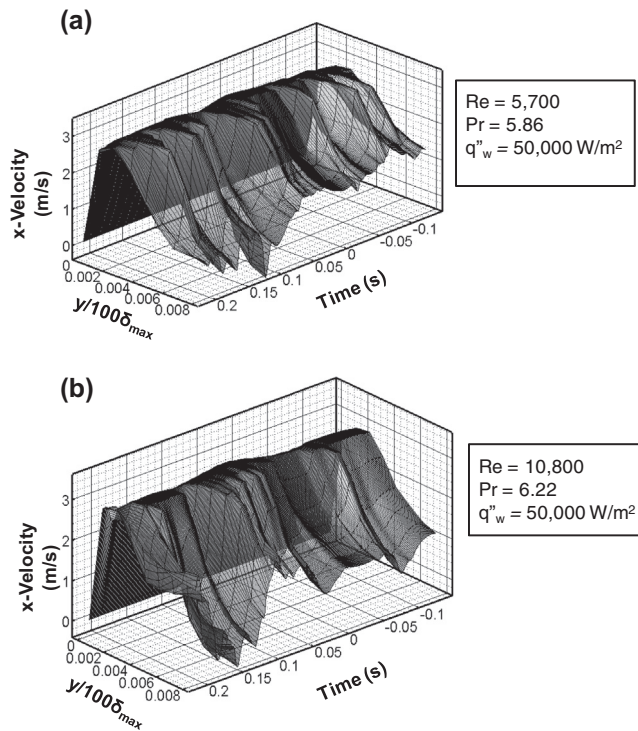 (a)
3
2
1
0
x-Velocity
(m/s)
0
0.002
0.004
0.006
0.008
y/100δmax
0.2
0.15
0.1
0.05
0
-0.05
-0.1
Time (s)
Re = 5,700
Pr = 5.86
q"w = 50,000 W/m²
(b)
3
2
1
0
x-Velocity
(m/s)
0
0.002
0.004
0.006
0.008
y/100δmax
0.2
0.15
0.1
0.05
0
-0.05
-0.1
Time (s)
Re = 10,800
Pr = 6.22
q"w = 50,000 W/m²